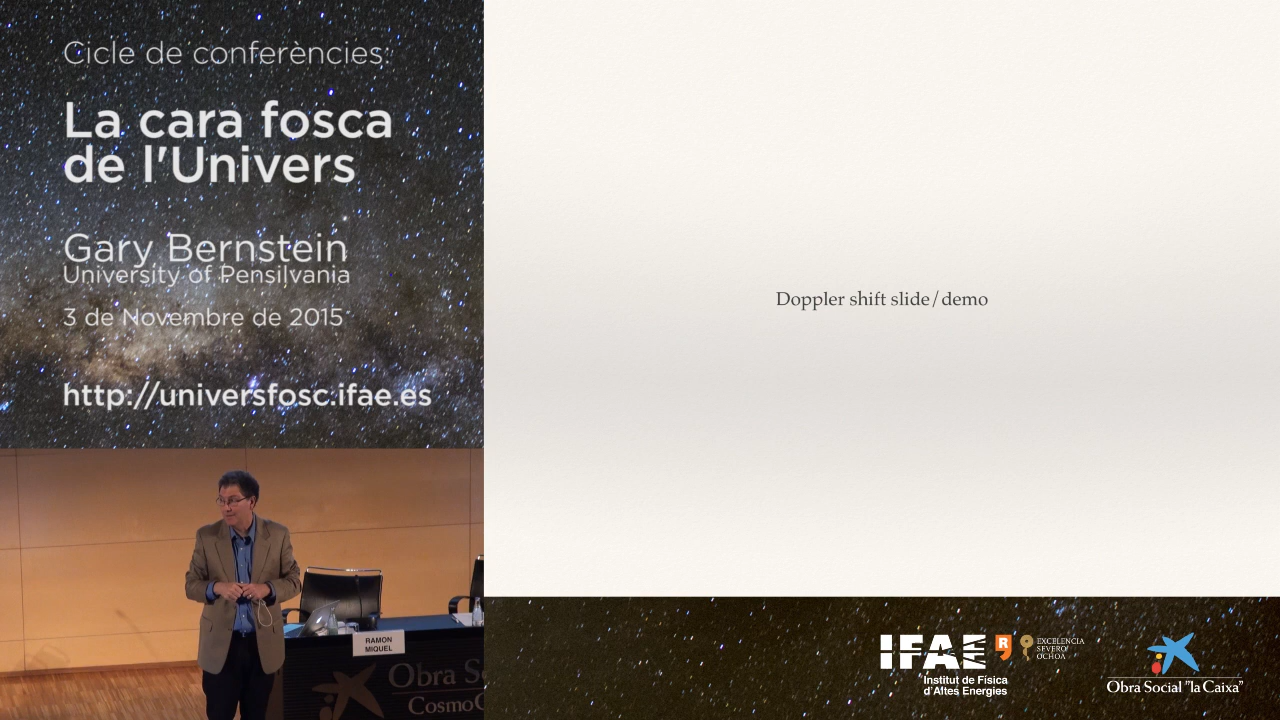 Cicle de conferències:
La cara fosca
de l'Univers
Gary Bernstein
University of Pensilvania
3 de Novembre de 2015
http://universfosc.ifae.es
Doppler shift slide/demo
RAMON
MIQUEL
Obra So
CosmoC
IFAE
Institut de Física
d'Altes Energies
EXCELENCIA
SEVERO
OCHOA
Obra Social "la Caixa"